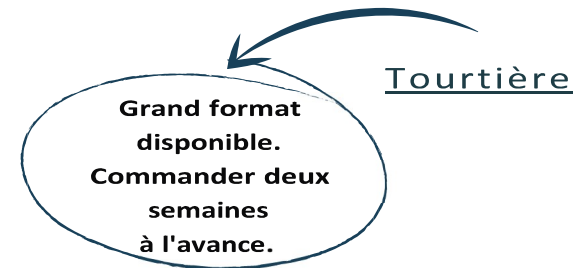 Tourtière
Grand format
disponible.
Commander deux
semaines
à l'avance.